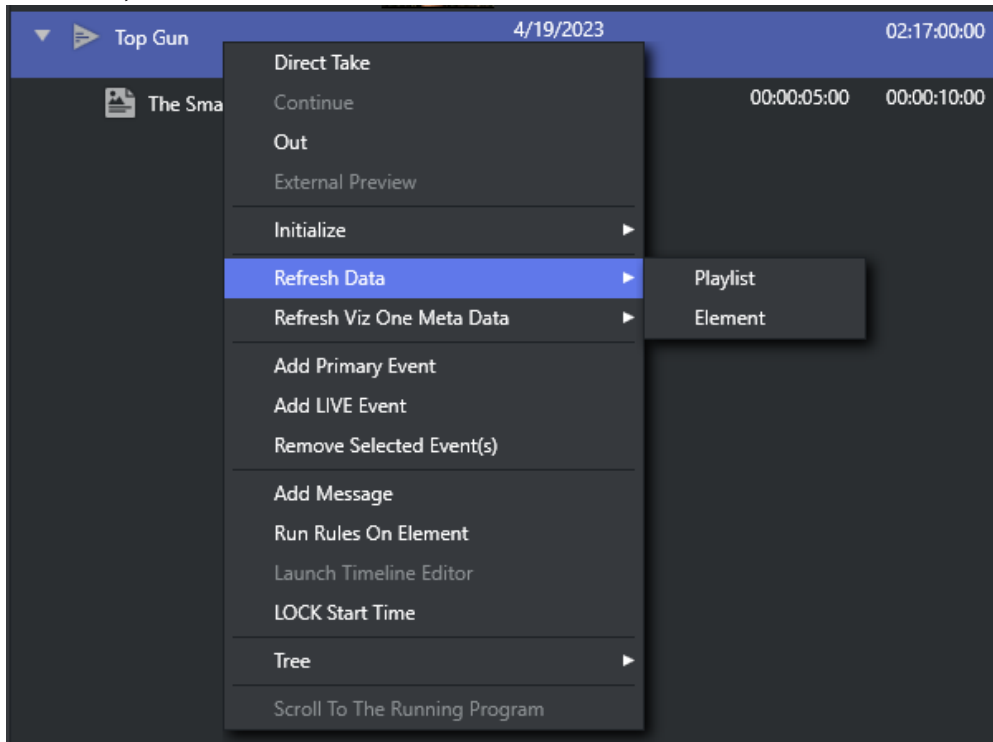 Top Gun 4/19/2023 02:17:00:00
The Sma 00:00:05:00 00:00:10:00
Direct Take
Continue
Out
External Preview
Initialize
Refresh Data
Playlist
Element
Refresh Viz One Meta Data
Add Primary Event
Add LIVE Event
Remove Selected Event(s)
Add Message
Run Rules On Element
Launch Timeline Editor
LOCK Start Time
Tree
Scroll To The Running Program